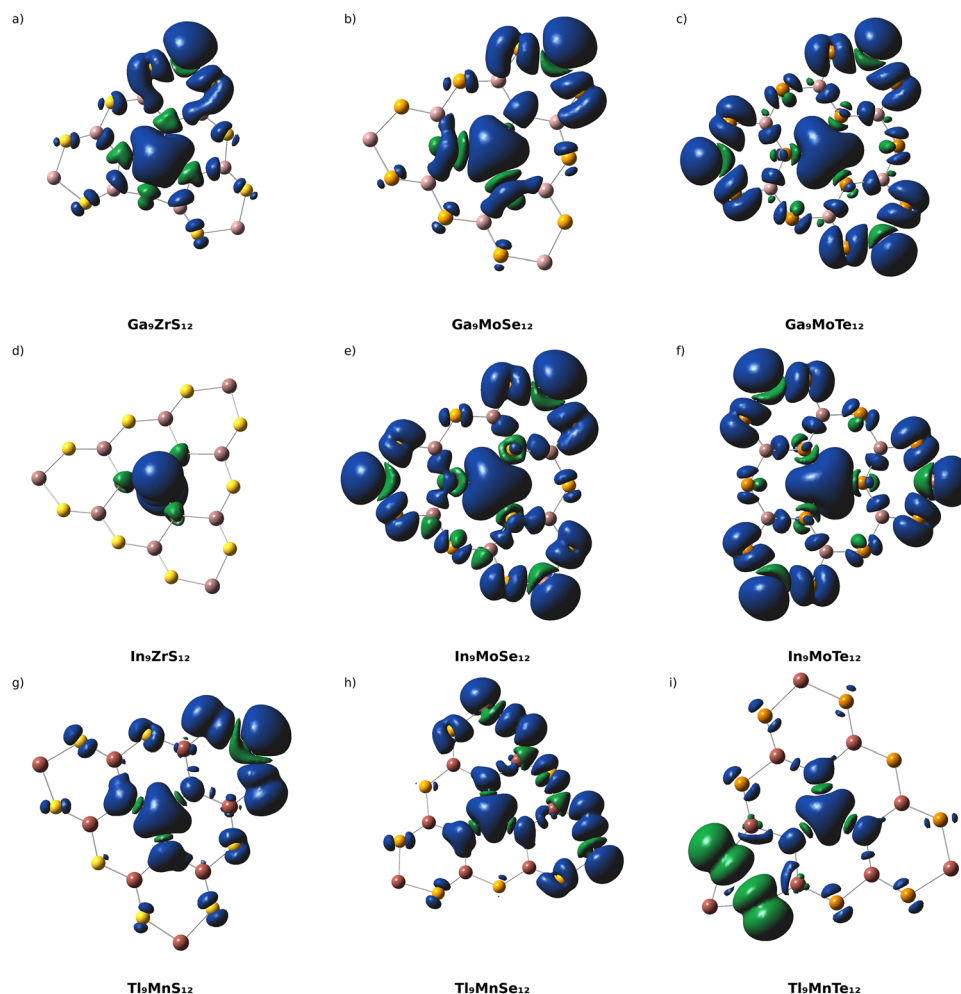 a)
b)
c)
Ga₉ZrS₁₂
Ga₉MoSe₁₂
Ga₉MoTe₁₂
d)
e)
f)
In₉ZrS₁₂
In₉MoSe₁₂
In₉MoTe₁₂
g)
h)
i)
Tl₉MnS₁₂
Tl₉MnSe₁₂
Tl₉MnTe₁₂